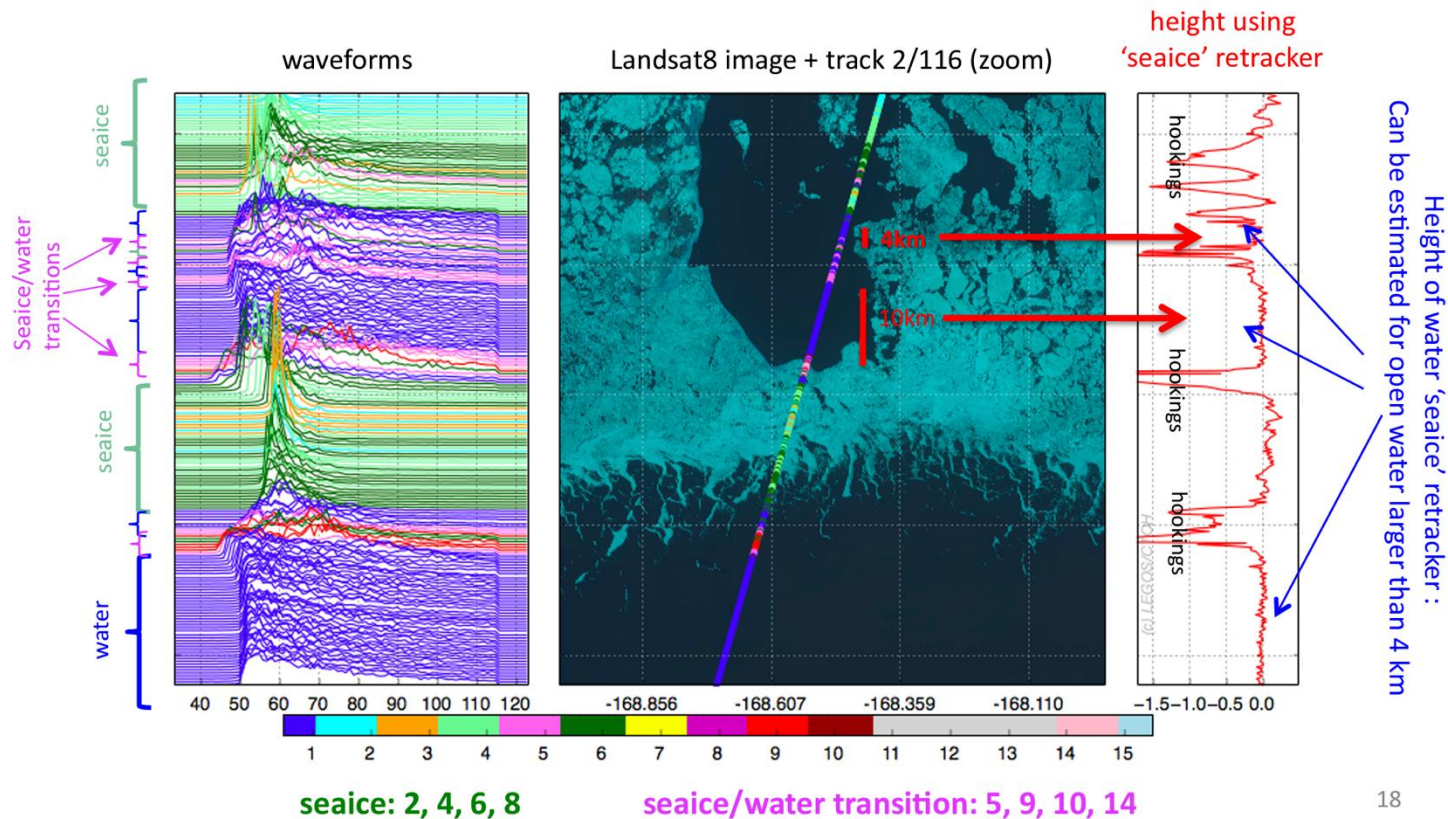 height using
'seaice' retracker
waveforms
Landsat8 image + track 2/116 (zoom)
seaice
Seaice/water
transitions
seaice
water
4km
10km
hookings
hookings
hookings
(c) LEGOS.CTOH
Height of water 'seaice' retracker :
Can be estimated for open water larger than 4 km
40 50 60 70 80 90 100 110 120
-168.856 -168.607 -168.359 -168.110
−1.5−1.0−0.5 0.0
1 2 3 4 5 6 7 8 9 10 11 12 13 14 15
seaice: 2, 4, 6, 8
seaice/water transition: 5, 9, 10, 14
18